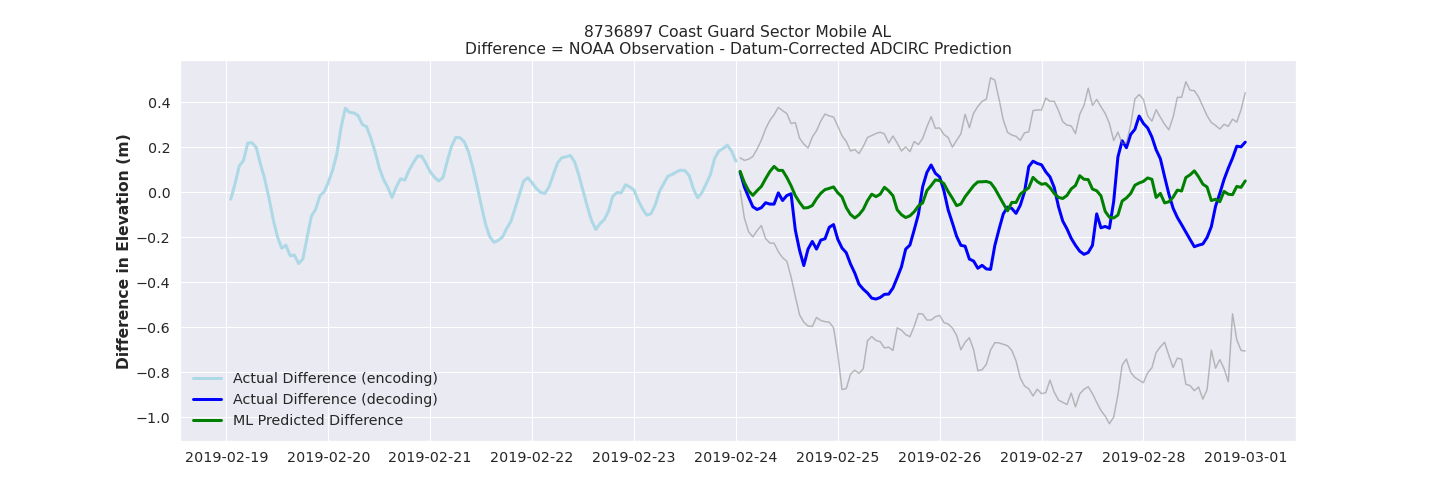 8736897 Coast Guard Sector Mobile AL
Difference = NOAA Observation - Datum-Corrected ADCIRC Prediction
Difference in Elevation (m)
0.4
0.2
0.0
−0.2
−0.4
−0.6
−0.8
−1.0
Actual Difference (encoding)
Actual Difference (decoding)
ML Predicted Difference
2019-02-19 2019-02-20 2019-02-21 2019-02-22 2019-02-23 2019-02-24 2019-02-25 2019-02-26 2019-02-27 2019-02-28 2019-03-01